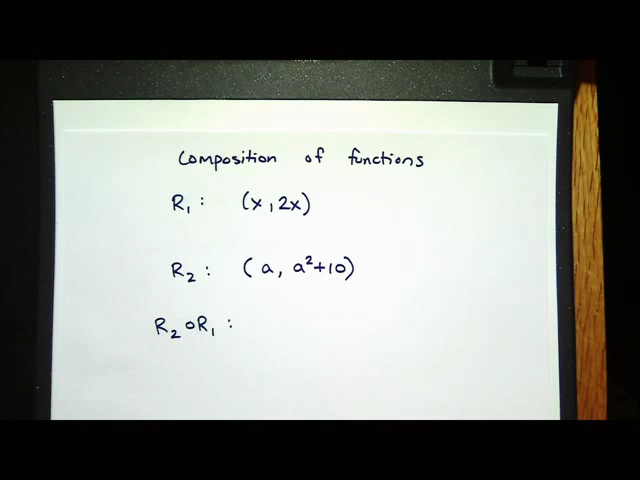 Composition of functions
R₁ : (x, 2x)
R₂ : (a, a²+10)
R₂ o R₁ :